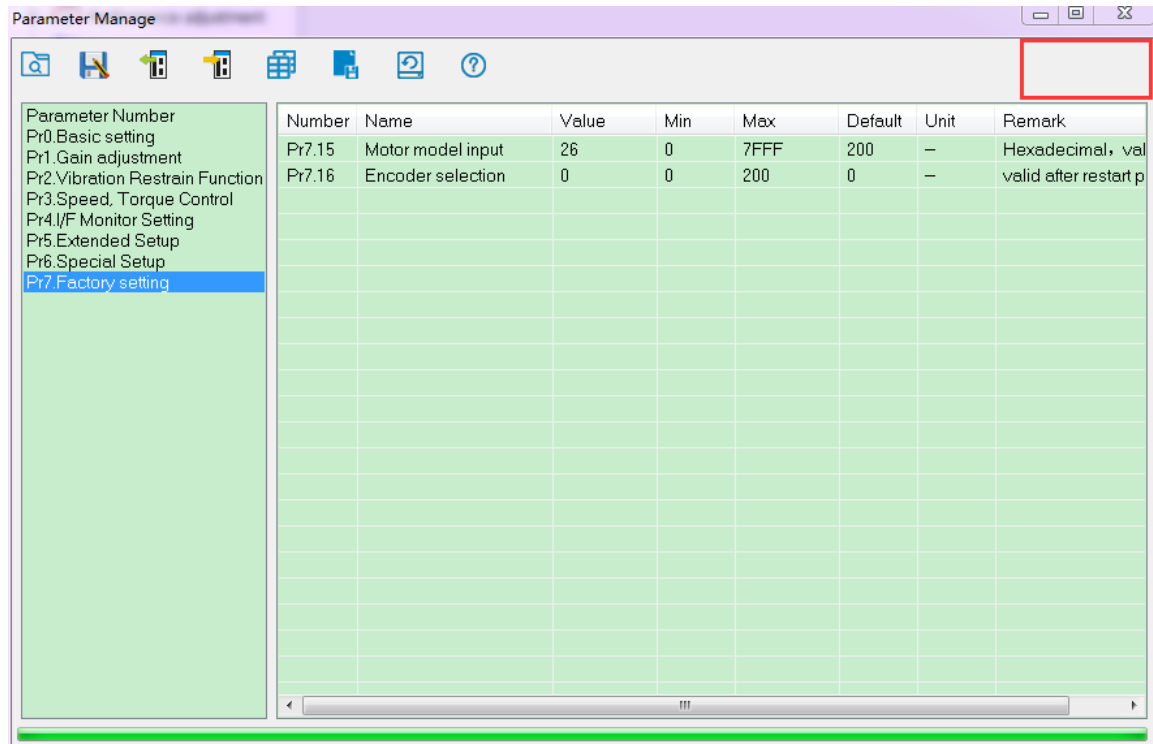 Parameter Manage
Parameter Number
Pr0.Basic setting
Pr1.Gain adjustment
Pr2.Vibration Restrain Function
Pr3.Speed, Torque Control
Pr4.I/F Monitor Setting
Pr5.Extended Setup
Pr6.Special Setup
Pr7.Factory setting
Number Name Value Min Max Default Unit Remark
Pr7.15 Motor model input 26 0 7FFF 200 – Hexadecimal，val
Pr7.16 Encoder selection 0 0 200 0 – valid after restart p